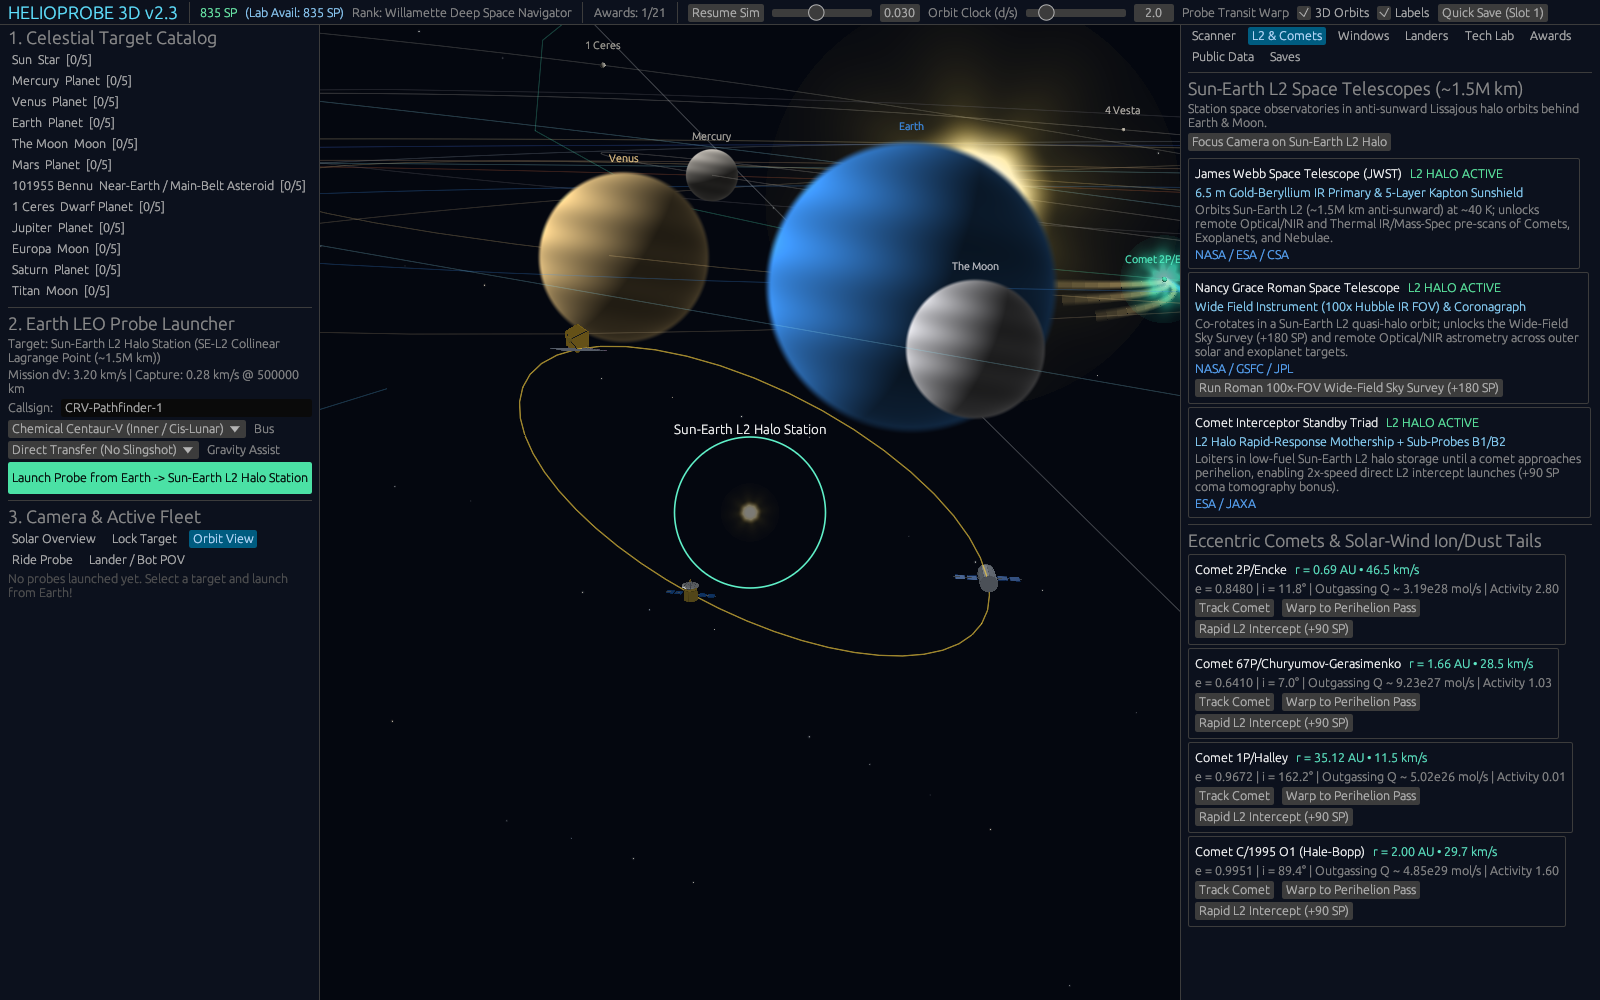 HELIOPROBE 3D v2.3
835 SP (Lab Avail: 835 SP) Rank: Willamette Deep Space Navigator
Awards: 1/21
Resume Sim
0.030 Orbit Clock (d/s)
2.0 Probe Transit Warp
3D Orbits
Labels
Quick Save (Slot 1)
1. Celestial Target Catalog
Sun Star [0/5]
Mercury Planet [0/5]
Venus Planet [0/5]
Earth Planet [0/5]
The Moon Moon [0/5]
Mars Planet [0/5]
101955 Bennu Near-Earth / Main-Belt Asteroid [0/5]
1 Ceres Dwarf Planet [0/5]
Jupiter Planet [0/5]
Europa Moon [0/5]
Saturn Planet [0/5]
Titan Moon [0/5]
2. Earth LEO Probe Launcher
Target: Sun-Earth L2 Halo Station (SE-L2 Collinear
Lagrange Point (~1.5M km))
Mission dV: 3.20 km/s | Capture: 0.28 km/s @ 500000
km
Callsign: CRV-Pathfinder-1
Chemical Centaur-V (Inner / Cis-Lunar) Bus
Direct Transfer (No Slingshot) Gravity Assist
Launch Probe from Earth -> Sun-Earth L2 Halo Station
3. Camera & Active Fleet
Solar Overview Lock Target Orbit View
Ride Probe Lander / Bot POV
No probes launched yet. Select a target and launch
from Earth!
1 Ceres
4 Vesta
Earth
Mercury
Venus
Comet 2P/E
The Moon
Sun-Earth L2 Halo Station
Scanner L2 & Comets Windows Landers Tech Lab Awards
Public Data Saves
Sun-Earth L2 Space Telescopes (~1.5M km)
Station space observatories in anti-sunward Lissajous halo orbits behind
Earth & Moon.
Focus Camera on Sun-Earth L2 Halo
James Webb Space Telescope (JWST) L2 HALO ACTIVE
6.5 m Gold-Beryllium IR Primary & 5-Layer Kapton Sunshield
Orbits Sun-Earth L2 (~1.5M km anti-sunward) at ~40 K; unlocks
remote Optical/NIR and Thermal IR/Mass-Spec pre-scans of Comets,
Exoplanets, and Nebulae.
NASA / ESA / CSA
Nancy Grace Roman Space Telescope L2 HALO ACTIVE
Wide Field Instrument (100x Hubble IR FOV) & Coronagraph
Co-rotates in a Sun-Earth L2 quasi-halo orbit; unlocks the Wide-Field
Sky Survey (+180 SP) and remote Optical/NIR astrometry across outer
solar and exoplanet targets.
NASA / GSFC / JPL
Run Roman 100x-FOV Wide-Field Sky Survey (+180 SP)
Comet Interceptor Standby Triad L2 HALO ACTIVE
L2 Halo Rapid-Response Mothership + Sub-Probes B1/B2
Loiters in low-fuel Sun-Earth L2 halo storage until a comet approaches
perihelion, enabling 2x-speed direct L2 intercept launches (+90 SP
coma tomography bonus).
ESA / JAXA
Eccentric Comets & Solar-Wind Ion/Dust Tails
Comet 2P/Encke r = 0.69 AU • 46.5 km/s
e = 0.8480 | i = 11.8° | Outgassing Q ~ 3.19e28 mol/s | Activity 2.80
Track Comet Warp to Perihelion Pass
Rapid L2 Intercept (+90 SP)
Comet 67P/Churyumov-Gerasimenko r = 1.66 AU • 28.5 km/s
e = 0.6410 | i = 7.0° | Outgassing Q ~ 9.23e27 mol/s | Activity 1.03
Track Comet Warp to Perihelion Pass
Rapid L2 Intercept (+90 SP)
Comet 1P/Halley r = 35.12 AU • 11.5 km/s
e = 0.9672 | i = 162.2° | Outgassing Q ~ 5.02e26 mol/s | Activity 0.01
Track Comet Warp to Perihelion Pass
Rapid L2 Intercept (+90 SP)
Comet C/1995 O1 (Hale-Bopp) r = 2.00 AU • 29.7 km/s
e = 0.9951 | i = 89.4° | Outgassing Q ~ 4.85e29 mol/s | Activity 1.60
Track Comet Warp to Perihelion Pass
Rapid L2 Intercept (+90 SP)